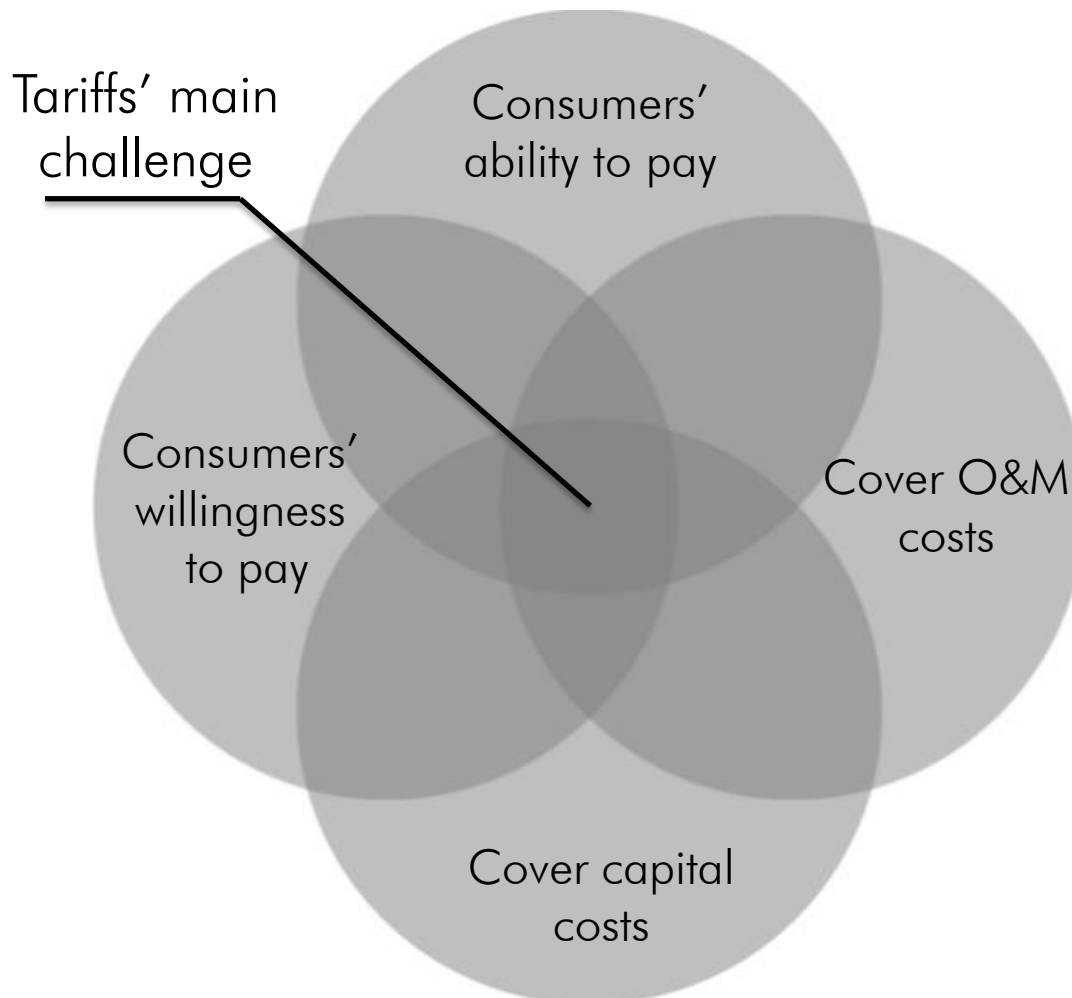 Tariffs’ main
challenge
Consumers’
ability to pay
Consumers’
willingness
to pay
Cover O&M
costs
Cover capital
costs